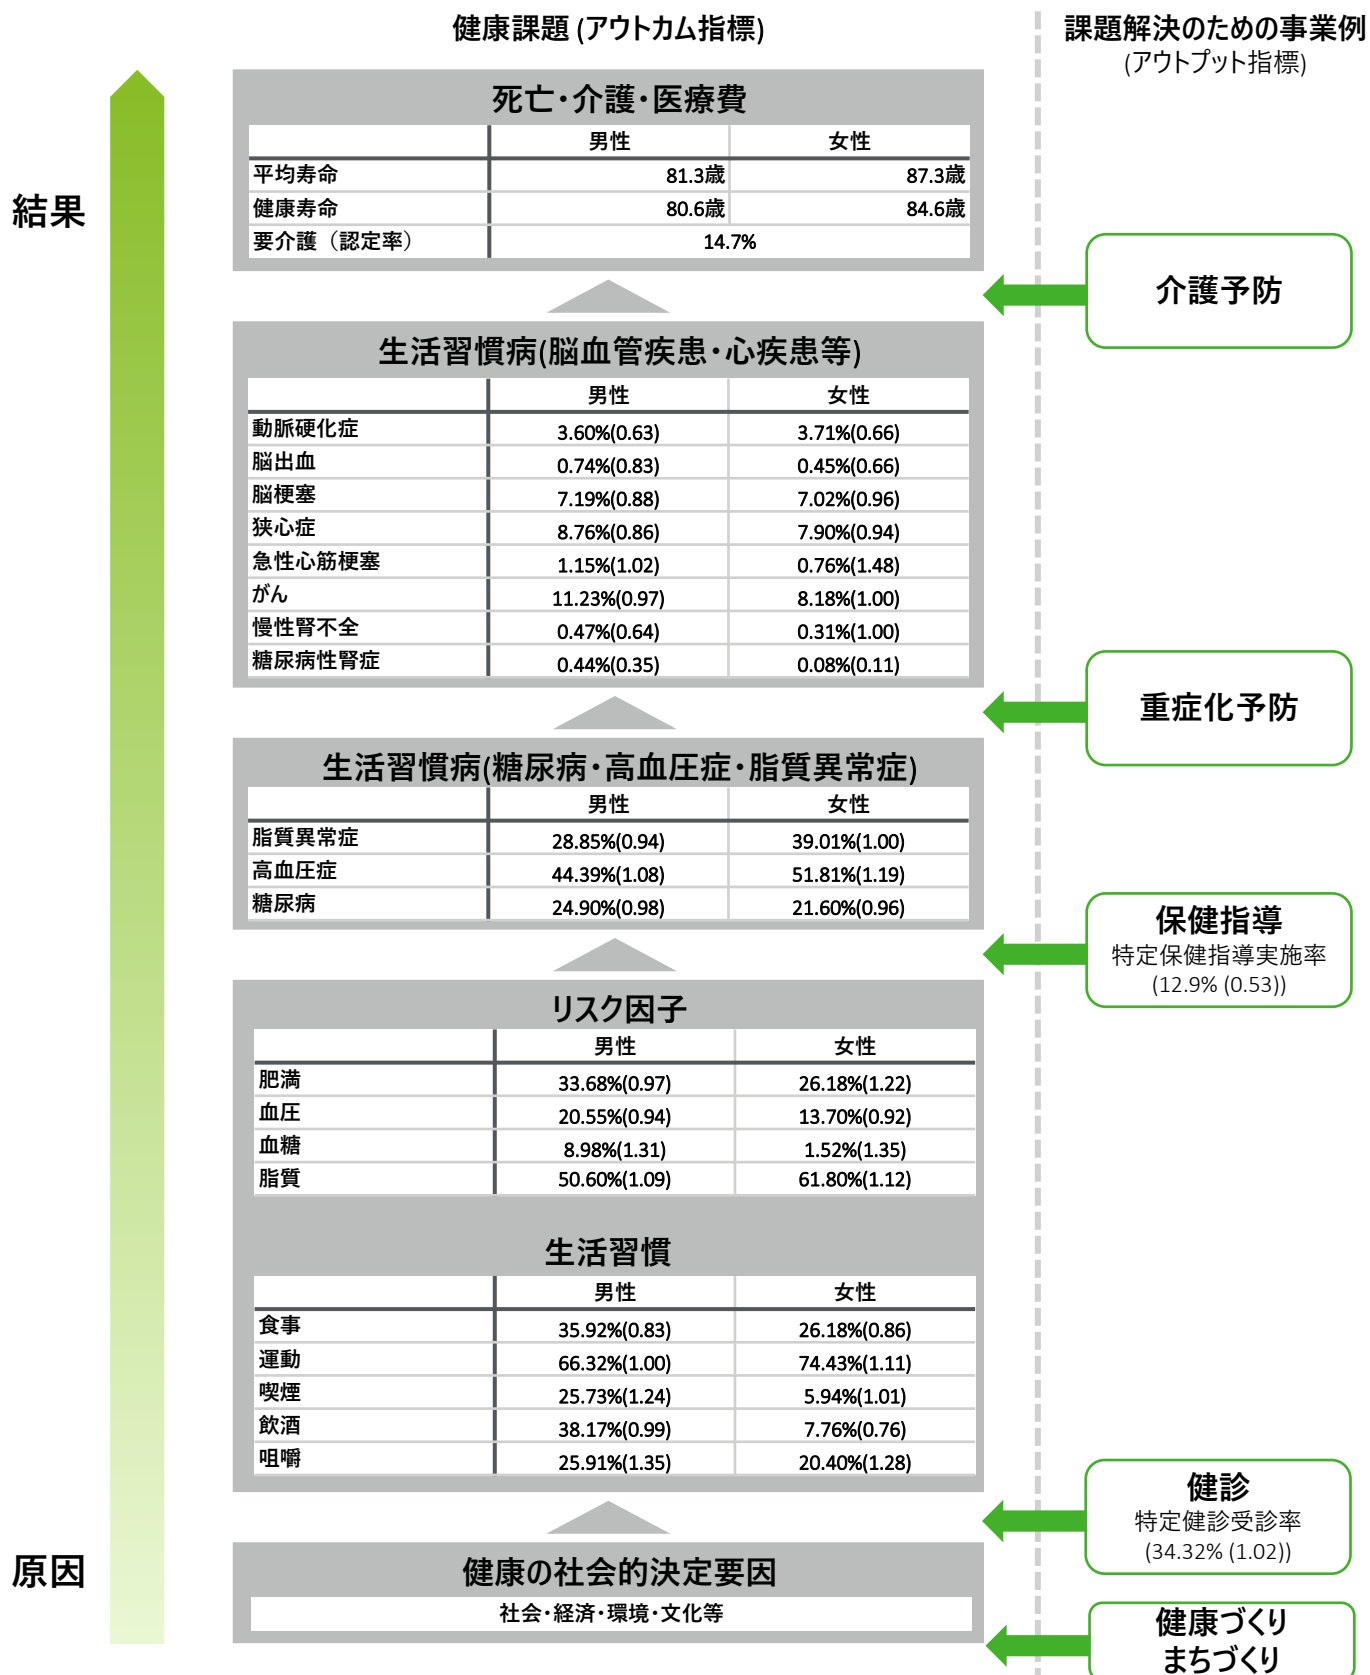 健康課題 (アウトカム指標)
課題解決のための事業例
(アウトプット指標)
結果
死亡・介護・医療費
男性 女性
平均寿命 81.3歳 87.3歳
健康寿命 80.6歳 84.6歳
要介護（認定率） 14.7%
介護予防
生活習慣病(脳血管疾患・心疾患等)
男性 女性
動脈硬化症 3.60%(0.63) 3.71%(0.66)
脳出血 0.74%(0.83) 0.45%(0.66)
脳梗塞 7.19%(0.88) 7.02%(0.96)
狭心症 8.76%(0.86) 7.90%(0.94)
急性心筋梗塞 1.15%(1.02) 0.76%(1.48)
がん 11.23%(0.97) 8.18%(1.00)
慢性腎不全 0.47%(0.64) 0.31%(1.00)
糖尿病性腎症 0.44%(0.35) 0.08%(0.11)
重症化予防
生活習慣病(糖尿病・高血圧症・脂質異常症)
男性 女性
脂質異常症 28.85%(0.94) 39.01%(1.00)
高血圧症 44.39%(1.08) 51.81%(1.19)
糖尿病 24.90%(0.98) 21.60%(0.96)
保健指導
特定保健指導実施率
(12.9% (0.53))
リスク因子
男性 女性
肥満 33.68%(0.97) 26.18%(1.22)
血圧 20.55%(0.94) 13.70%(0.92)
血糖 8.98%(1.31) 1.52%(1.35)
脂質 50.60%(1.09) 61.80%(1.12)
生活習慣
男性 女性
食事 35.92%(0.83) 26.18%(0.86)
運動 66.32%(1.00) 74.43%(1.11)
喫煙 25.73%(1.24) 5.94%(1.01)
飲酒 38.17%(0.99) 7.76%(0.76)
咀嚼 25.91%(1.35) 20.40%(1.28)
健診
特定健診受診率
(34.32% (1.02))
原因
健康の社会的決定要因
社会・経済・環境・文化等
健康づくり
まちづくり